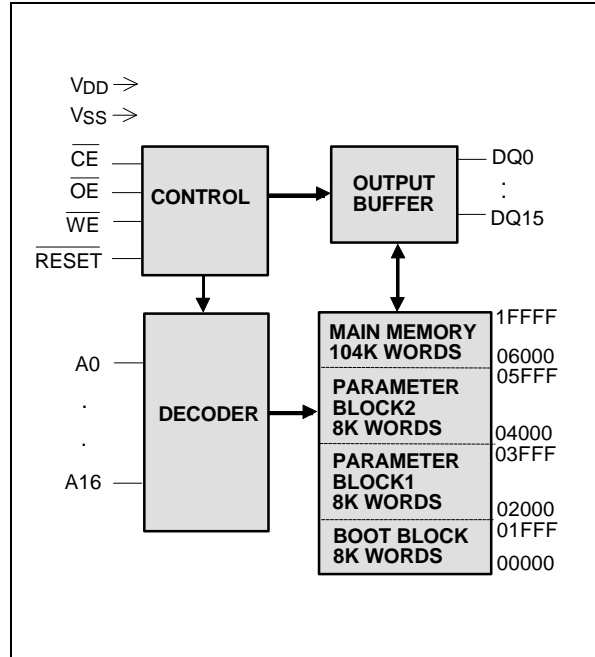 VDD
VSS
CE
OE
WE
RESET
CONTROL
OUTPUT
BUFFER
DQ0
.
.
DQ15
A0
.
.
A16
DECODER
MAIN MEMORY
104K WORDS
PARAMETER
BLOCK2
8K WORDS
PARAMETER
BLOCK1
8K WORDS
BOOT BLOCK
8K WORDS
1FFFF
06000
05FFF
04000
03FFF
02000
01FFF
00000